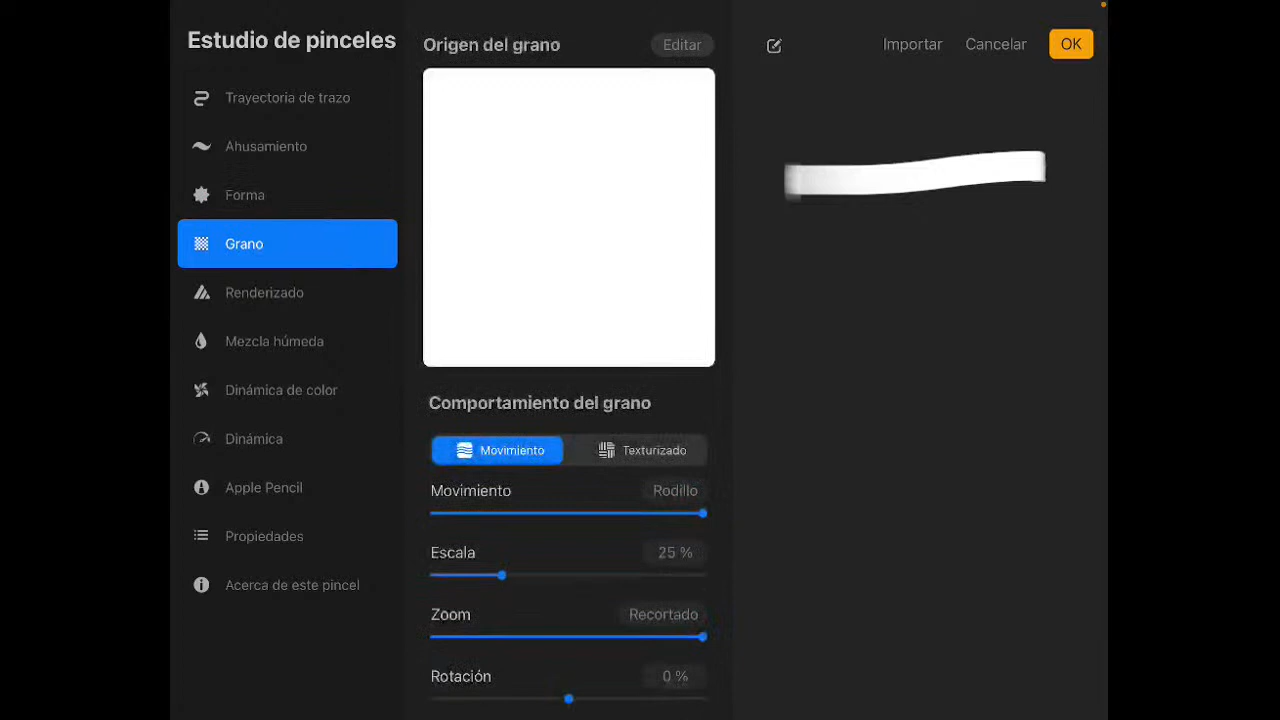 Estudio de pinceles
Trayectoria de trazo
Ahusamiento
Forma
Grano
Renderizado
Mezcla húmeda
Dinámica de color
Dinámica
Apple Pencil
Propiedades
Acerca de este pincel
Origen del grano
Editar
Comportamiento del grano
Movimiento
Texturizado
Movimiento
Rodillo
Escala
25 %
Zoom
Recortado
Rotación
0 %
Importar
Cancelar
OK